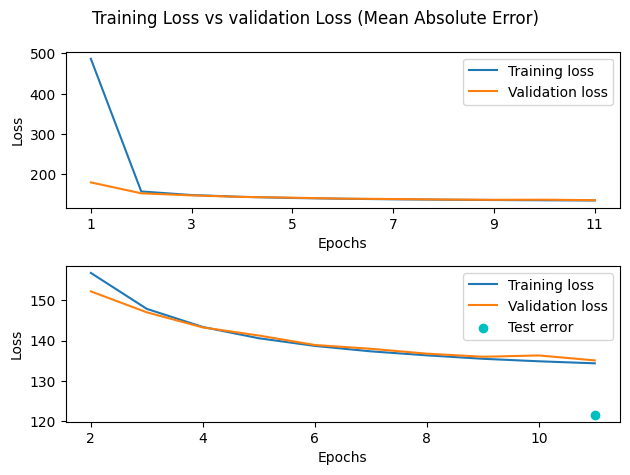 Training Loss vs validation Loss (Mean Absolute Error)
500
400
300
200
Loss
Training loss
Validation loss
1 3 5 7 9 11
Epochs
150
140
130
120
Loss
Training loss
Validation loss
Test error
2 4 6 8 10
Epochs